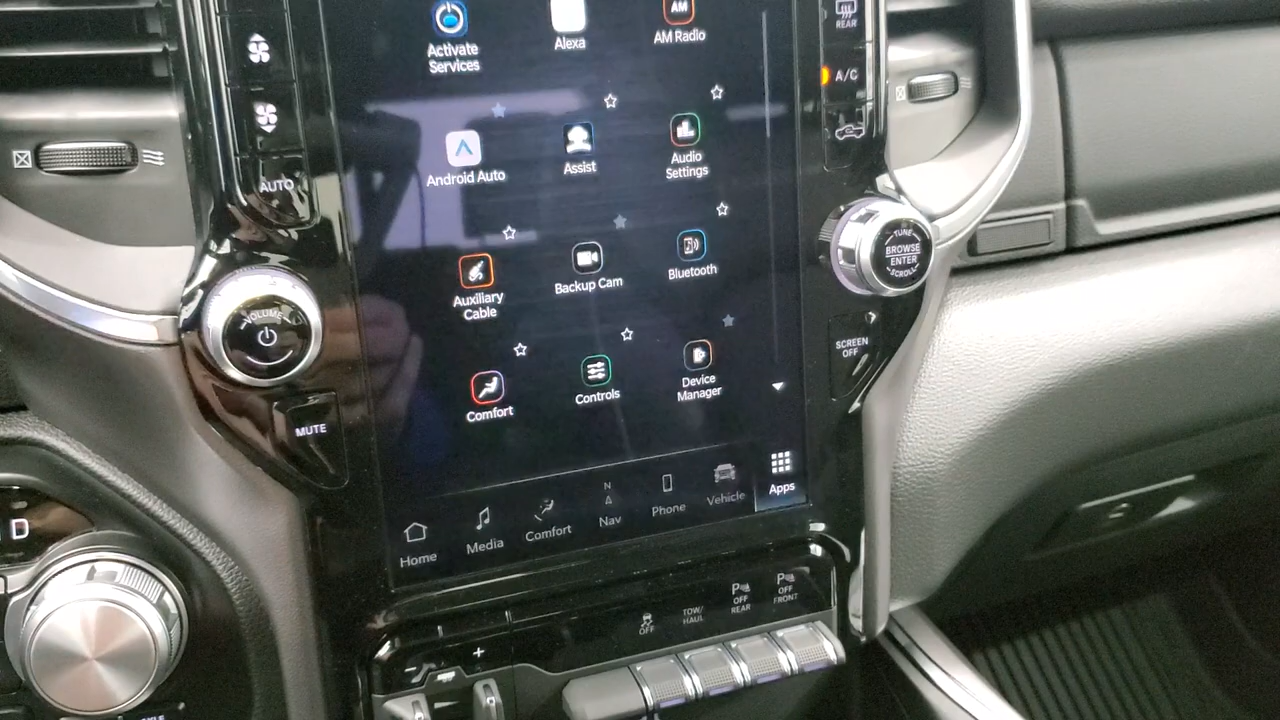 Activate
Services
Alexa
AM
AM Radio
REAR
A/C
AUTO
Android Auto
Assist
Audio
Settings
Auxiliary
Cable
Backup Cam
Bluetooth
TUNE
BROWSE
ENTER
SCROLL
VOLUME
SCREEN
OFF
MUTE
Comfort
Controls
Device
Manager
Home
Media
Comfort
N
Nav
Phone
Vehicle
Apps
D
OFF
TOW/
HAUL
P
OFF
REAR
P
OFF
FRONT
+
-
AXLE